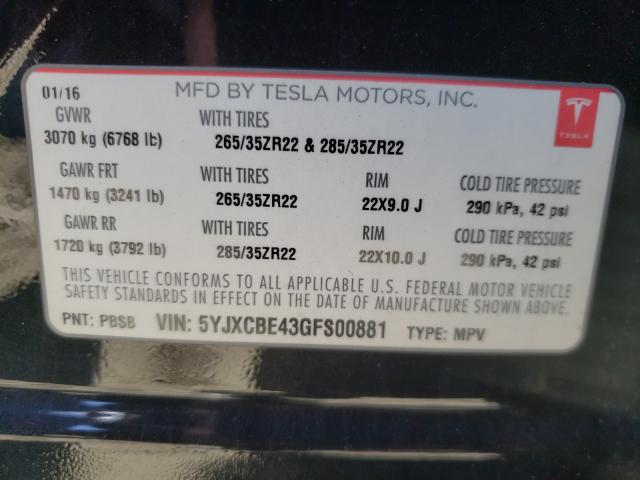 01/16 MFD BY TESLA MOTORS, INC.
GVWR WITH TIRES
3070 kg (6768 lb) 265/35ZR22 & 285/35ZR22
TESLA
GAWR FRT WITH TIRES RIM COLD TIRE PRESSURE
1470 kg (3241 lb) 265/35ZR22 22X9.0 J 290 kPa, 42 psi
GAWR RR WITH TIRES RIM COLD TIRE PRESSURE
1720 kg (3792 lb) 285/35ZR22 22X10.0 J 290 kPa, 42 psi
THIS VEHICLE CONFORMS TO ALL APPLICABLE U.S. FEDERAL MOTOR VEHICLE
SAFETY STANDARDS IN EFFECT ON THE DATE OF MANUFACTURE SHOWN ABOVE.
PNT: PBSB VIN: 5YJXCBE43GFS00881 TYPE: MPV